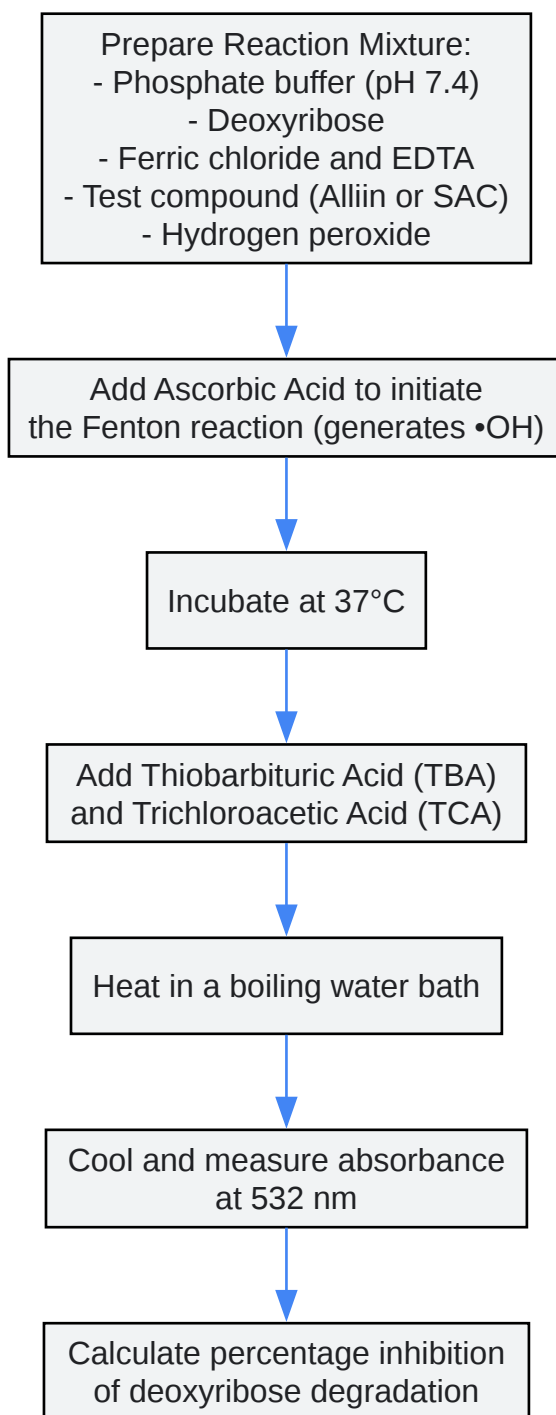 Prepare Reaction Mixture:
- Phosphate buffer (pH 7.4)
- Deoxyribose
- Ferric chloride and EDTA
- Test compound (Alliin or SAC)
- Hydrogen peroxide
Add Ascorbic Acid to initiate
the Fenton reaction (generates •OH)
Incubate at 37°C
Add Thiobarbituric Acid (TBA)
and Trichloroacetic Acid (TCA)
Heat in a boiling water bath
Cool and measure absorbance
at 532 nm
Calculate percentage inhibition
of deoxyribose degradation